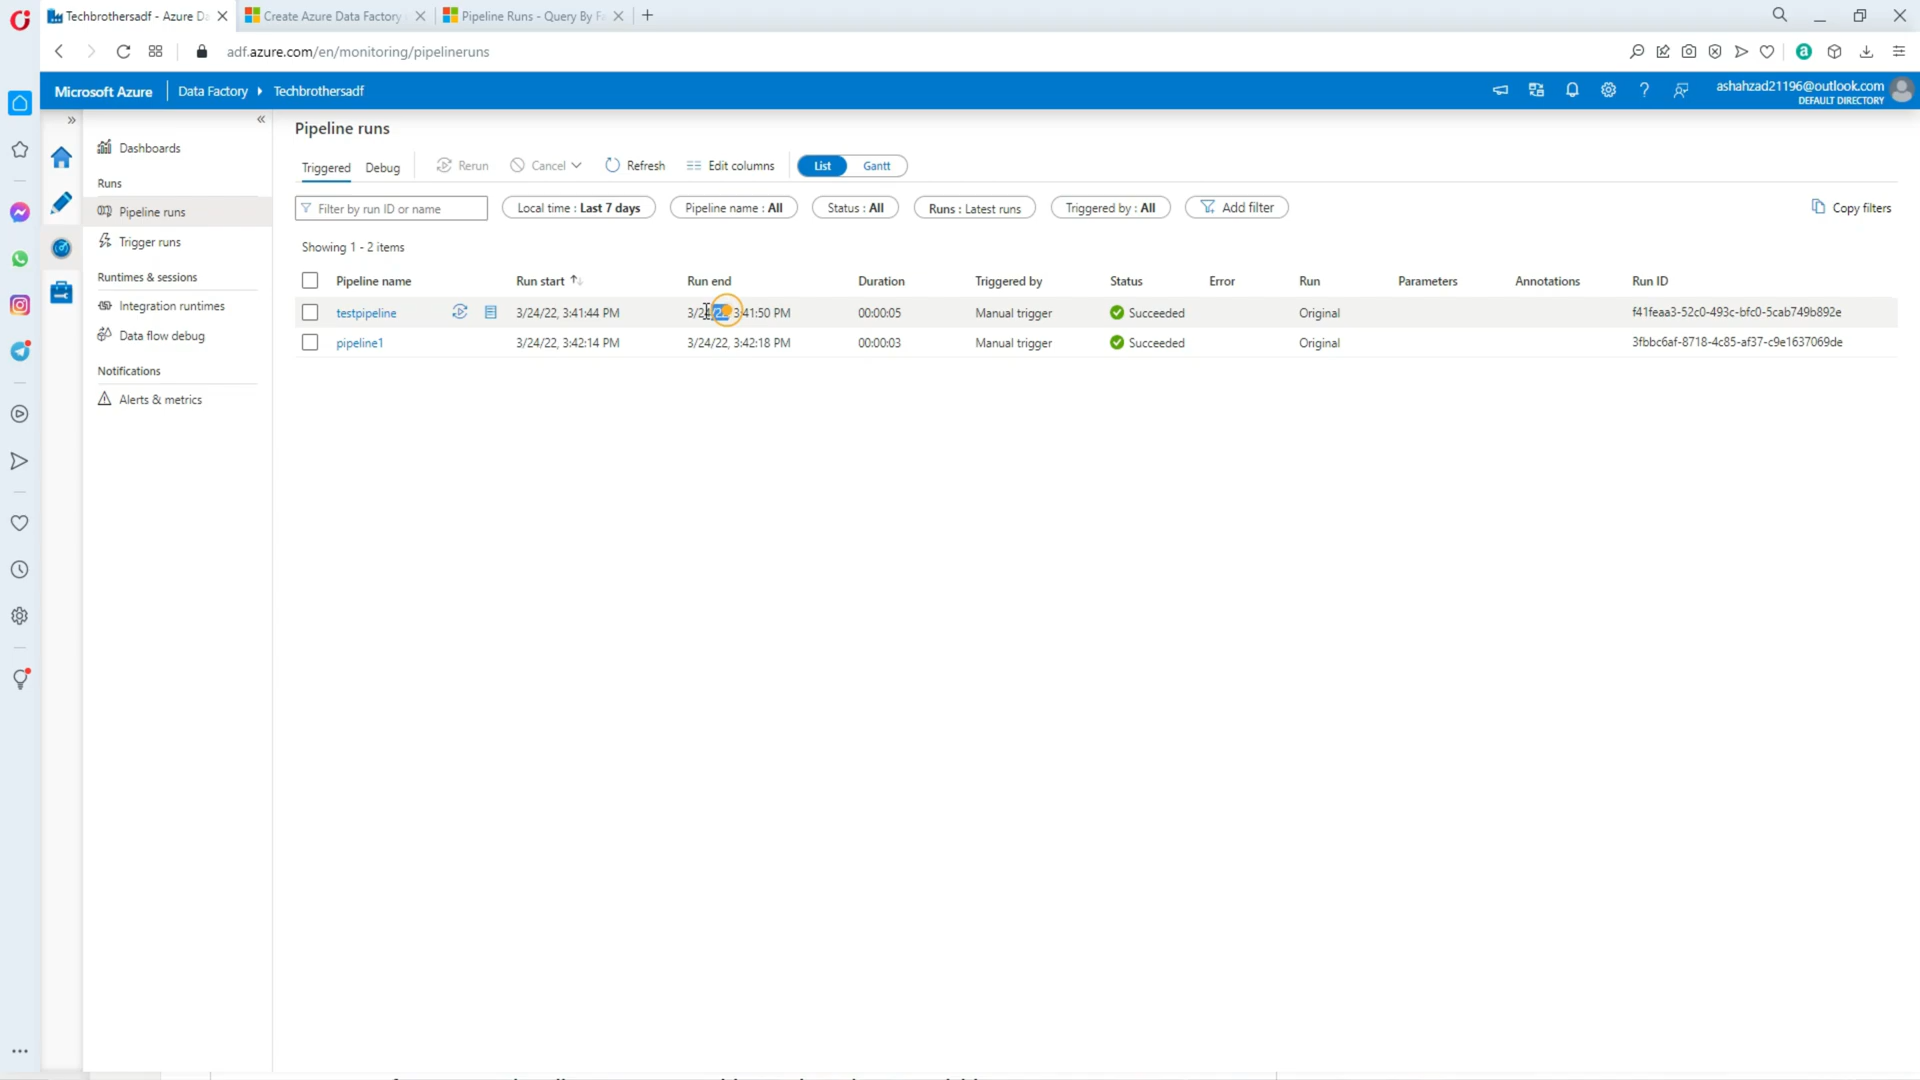 Techbrothersadf - Azure Da
Create Azure Data Factory
Pipeline Runs - Query By Fa
adf.azure.com/en/monitoring/pipelineruns
Microsoft Azure
Data Factory
Techbrothersadf
ashahzad21196@outlook.com
DEFAULT DIRECTORY
Dashboards
Runs
Pipeline runs
Trigger runs
Runtimes & sessions
Integration runtimes
Data flow debug
Notifications
Alerts & metrics
Pipeline runs
Triggered Debug Rerun Cancel Refresh Edit columns List Gantt
Filter by run ID or name Local time : Last 7 days Pipeline name : All Status : All Runs : Latest runs Triggered by : All Add filter Copy filters
Showing 1 - 2 items
Pipeline name Run start Run end Duration Triggered by Status Error Run Parameters Annotations Run ID
testpipeline 3/24/22, 3:41:44 PM 3/24/22, 3:41:50 PM 00:00:05 Manual trigger Succeeded Original f41feaa3-52c0-493c-bfc0-5cab749b892e
pipeline1 3/24/22, 3:42:14 PM 3/24/22, 3:42:18 PM 00:00:03 Manual trigger Succeeded Original 3fbbc6af-8718-4c85-af37-c9e1637069de